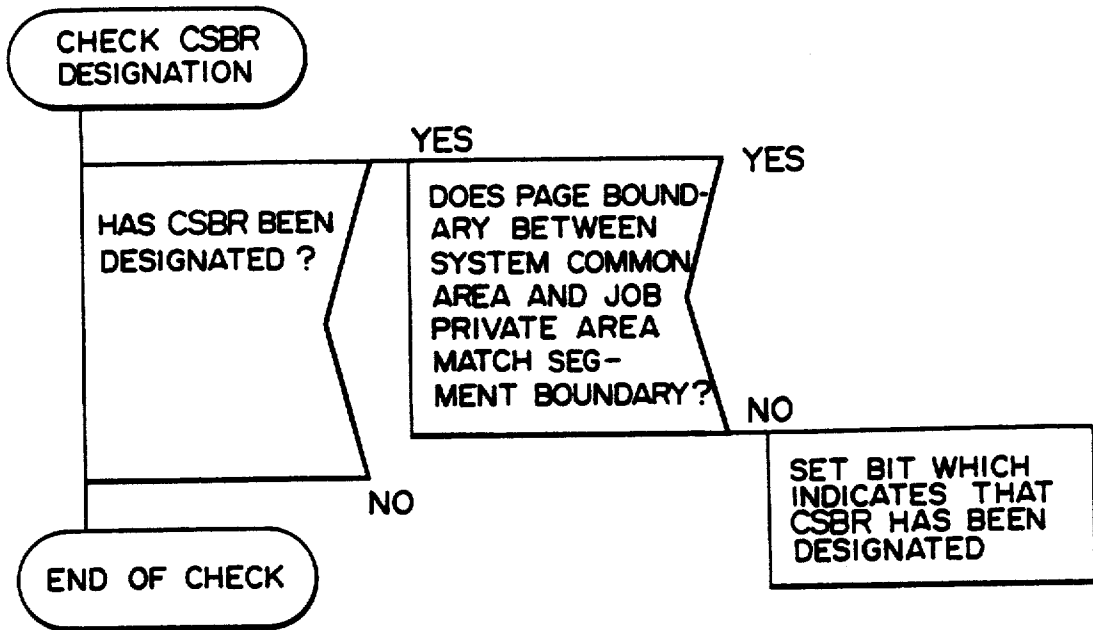 CHECK CSBR
DESIGNATION
HAS CSBR BEEN
DESIGNATED ?
YES
NO
DOES PAGE BOUND-
ARY BETWEEN
SYSTEM COMMON
AREA AND JOB
PRIVATE AREA
MATCH SEG-
MENT BOUNDARY?
YES
NO
SET BIT WHICH
INDICATES THAT
CSBR HAS BEEN
DESIGNATED
END OF CHECK